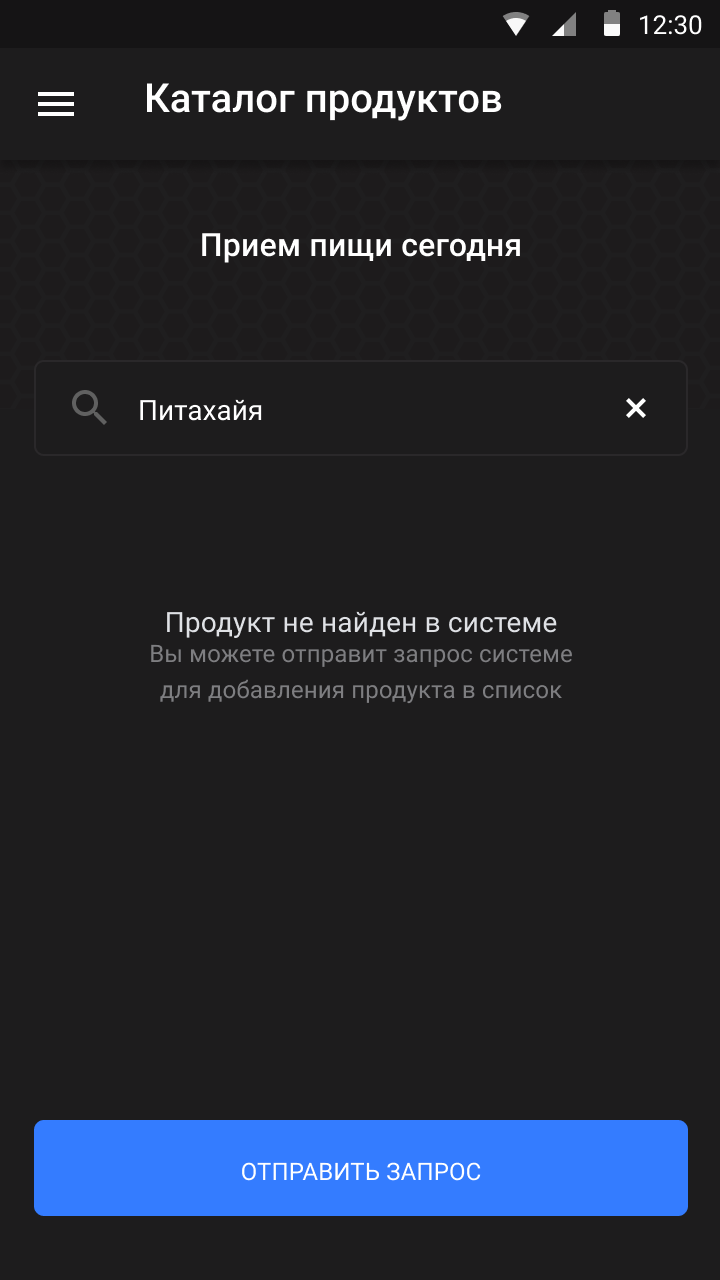 12:30
Каталог продуктов
Прием пищи сегодня
Питахайя
Продукт не найден в системе
Вы можете отправит запрос системе
для добавления продукта в список
ОТПРАВИТЬ ЗАПРОС